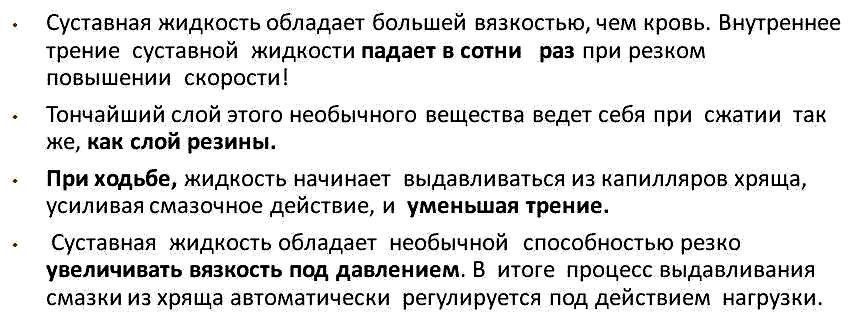 • Суставная жидкость обладает большей вязкостью, чем кровь. Внутреннее
трение суставной жидкости падает в сотни раз при резком
повышении скорости!
• Тончайший слой этого необычного вещества ведет себя при сжатии так
же, как слой резины.
• При ходьбе, жидкость начинает выдавливаться из капилляров хряща,
усиливая смазочное действие, и уменьшая трение.
• Суставная жидкость обладает необычной способностью резко
увеличивать вязкость под давлением. В итоге процесс выдавливания
смазки из хряща автоматически регулируется под действием нагрузки.